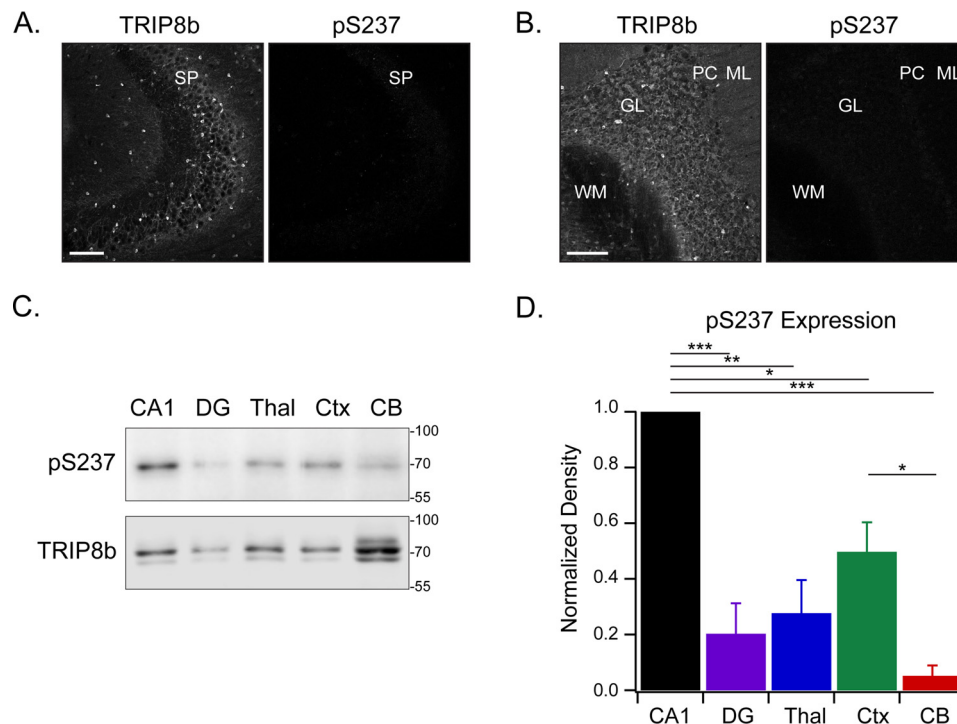 A.
TRIP8b
pS237
SP
SP
B.
TRIP8b
pS237
PC ML
GL
WM
PC ML
GL
WM
C.
CA1 DG Thal Ctx CB
pS237
-100
-70
-55
TRIP8b
-100
-70
-55
D.
pS237 Expression
***
**
*
***
*
Normalized Density
1.0
0.8
0.6
0.4
0.2
0.0
CA1 DG Thal Ctx CB